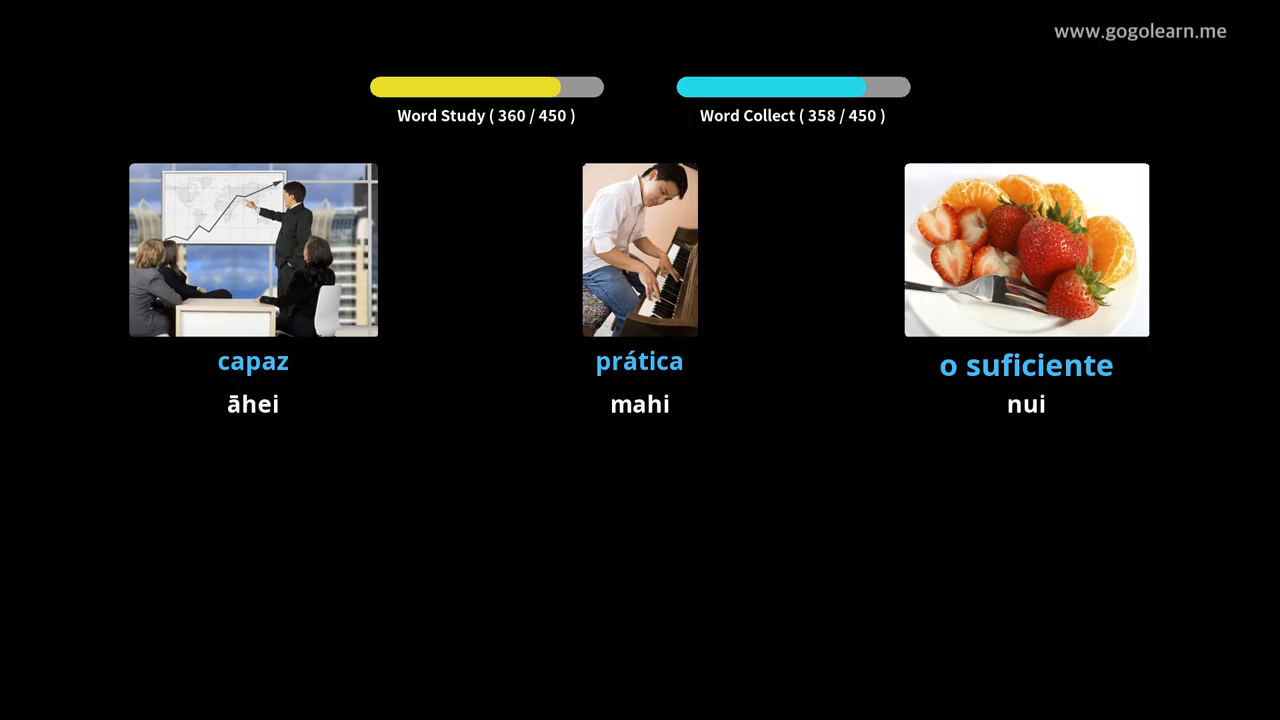 www.gogolearn.me
Word Study ( 360 / 450 )
Word Collect ( 358 / 450 )
capaz
āhei
prática
mahi
o suficiente
nui